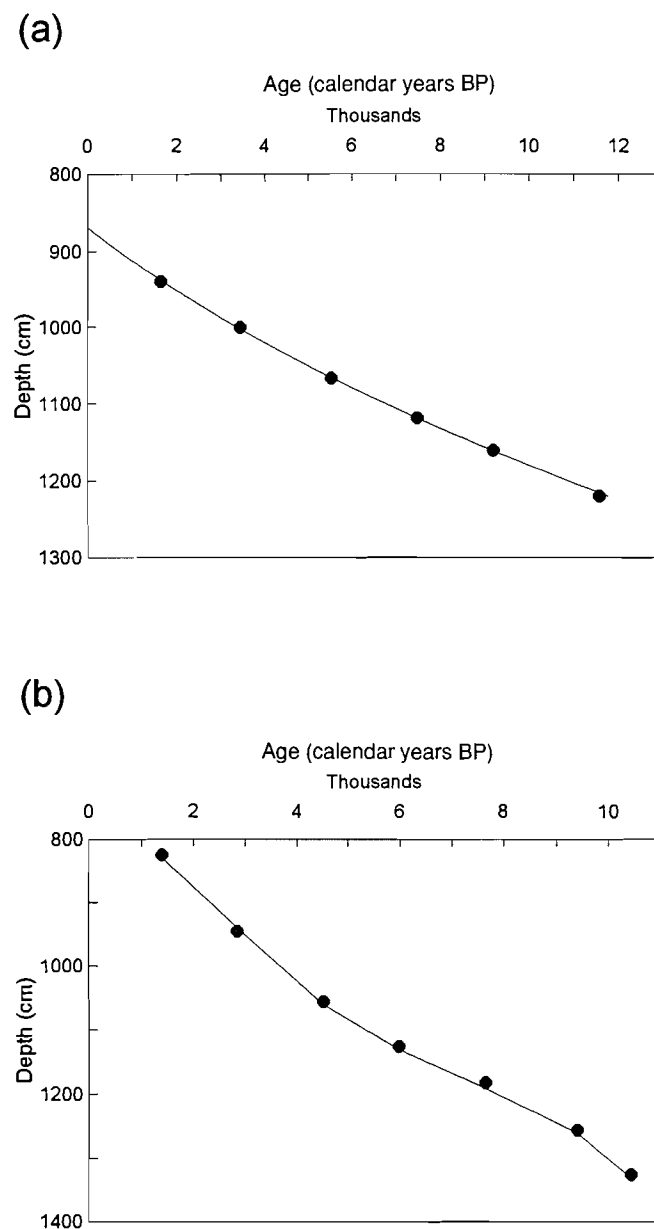 (a)
Age (calendar years BP)
Thousands
0 2 4 6 8 10 12
800
900
1000
1100
1200
1300
Depth (cm)
(b)
Age (calendar years BP)
Thousands
0 2 4 6 8 10
800
1000
1200
1400
Depth (cm)